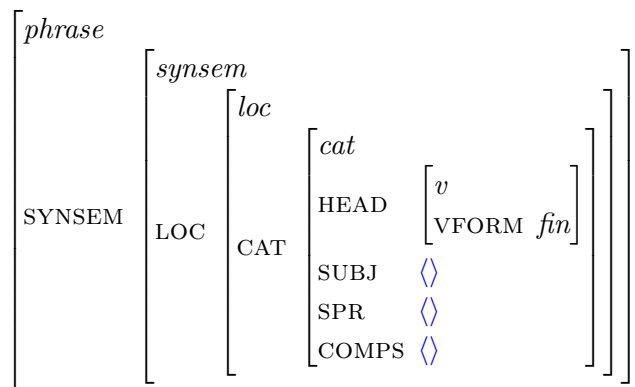 phrase
synsem
loc
cat
HEAD v
VFORM fin
SYNSEM LOC CAT
SUBJ ⟨⟩
SPR ⟨⟩
COMPS ⟨⟩